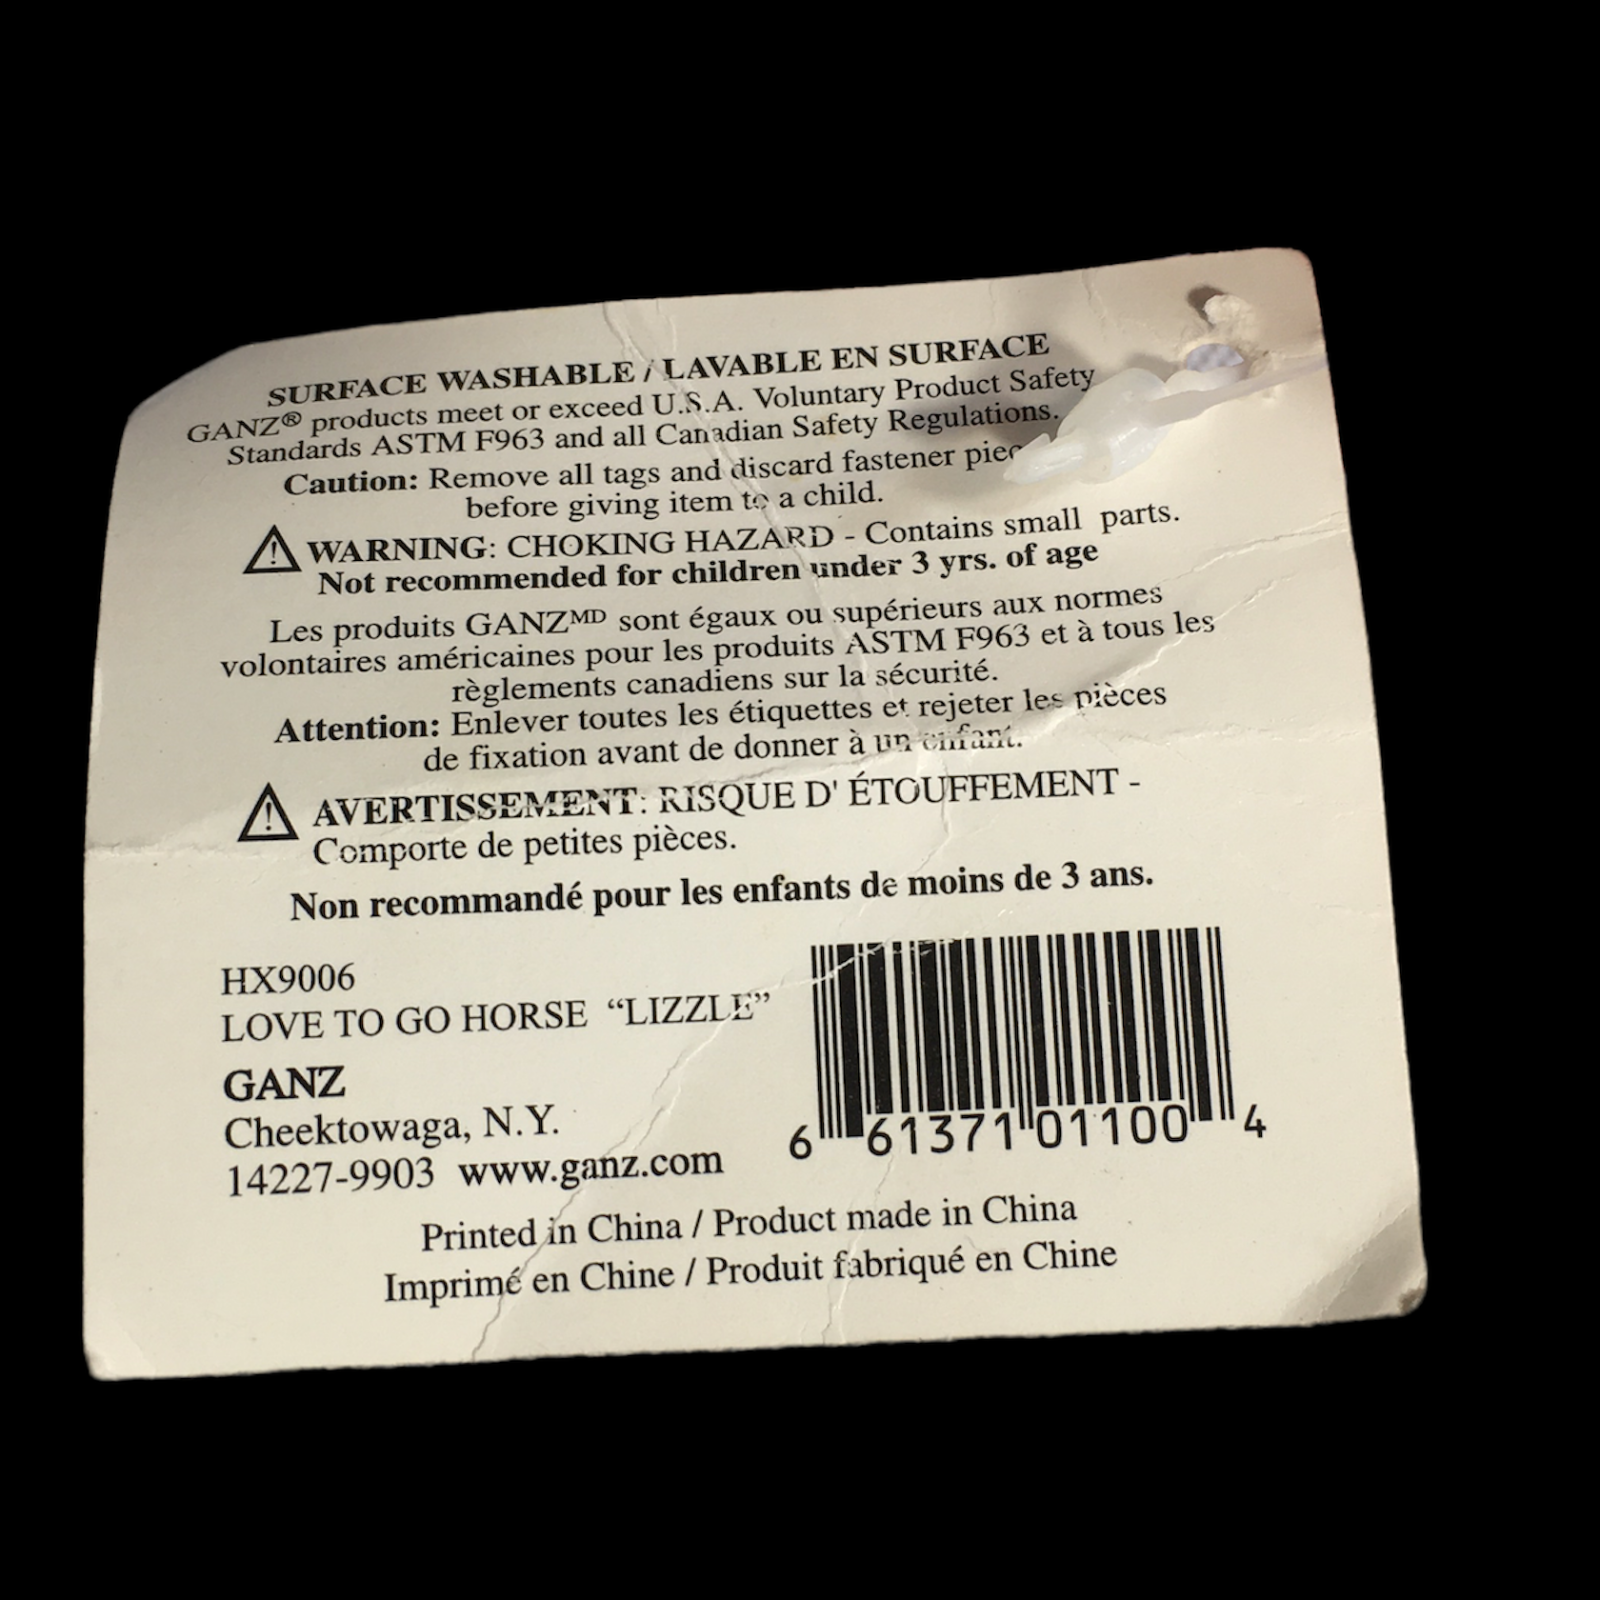 SURFACE WASHABLE / LAVABLE EN SURFACE
GANZ® products meet or exceed U.S.A. Voluntary Product Safety
Standards ASTM F963 and all Canadian Safety Regulations.
Caution: Remove all tags and discard fastener piec
before giving item to a child.
WARNING: CHOKING HAZARD - Contains small parts.
Not recommended for children under 3 yrs. of age
Les produits GANZᴹᴰ sont égaux ou supérieurs aux normes
volontaires américaines pour les produits ASTM F963 et à tous les
règlements canadiens sur la sécurité.
Attention: Enlever toutes les étiquettes et rejeter les pièces
de fixation avant de donner à un enfant.
AVERTISSEMENT: RISQUE D' ÉTOUFFEMENT -
Comporte de petites pièces.
Non recommandé pour les enfants de moins de 3 ans.
HX9006
LOVE TO GO HORSE “LIZZLE”
GANZ
Cheektowaga, N.Y.
14227-9903 www.ganz.com
6 61371 01100 4
Printed in China / Product made in China
Imprimé en Chine / Produit fabriqué en Chine